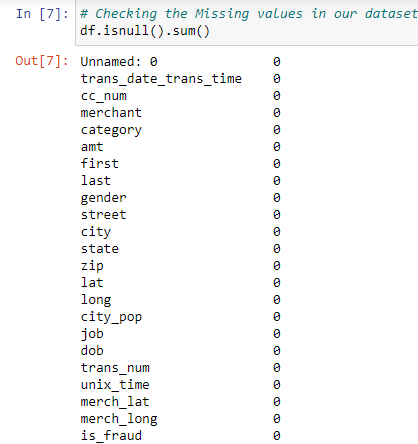 In [7]: # Checking the Missing values in our dataset
df.isnull().sum()
Out[7]: Unnamed: 0 0
trans_date_trans_time 0
cc_num 0
merchant 0
category 0
amt 0
first 0
last 0
gender 0
street 0
city 0
state 0
zip 0
lat 0
long 0
city_pop 0
job 0
dob 0
trans_num 0
unix_time 0
merch_lat 0
merch_long 0
is_fraud 0